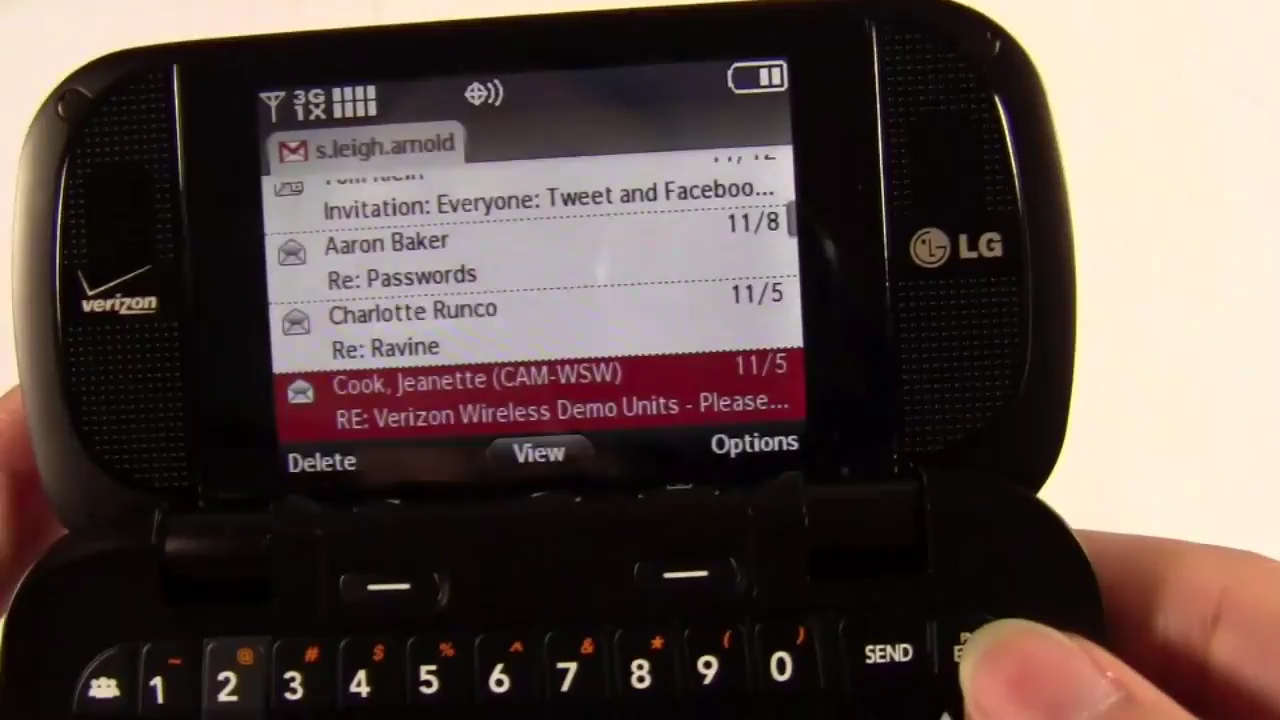 3G
1X
s.leigh.arnold
11/12
Invitation: Everyone: Tweet and Faceboo...
Aaron Baker 11/8
Re: Passwords
Charlotte Runco 11/5
Re: Ravine
Cook, Jeanette (CAM-WSW) 11/5
RE: Verizon Wireless Demo Units - Please...
Delete View Options
verizon
LG
~ @ # $ % ^ & * ( )
1 2 3 4 5 6 7 8 9 0 SEND